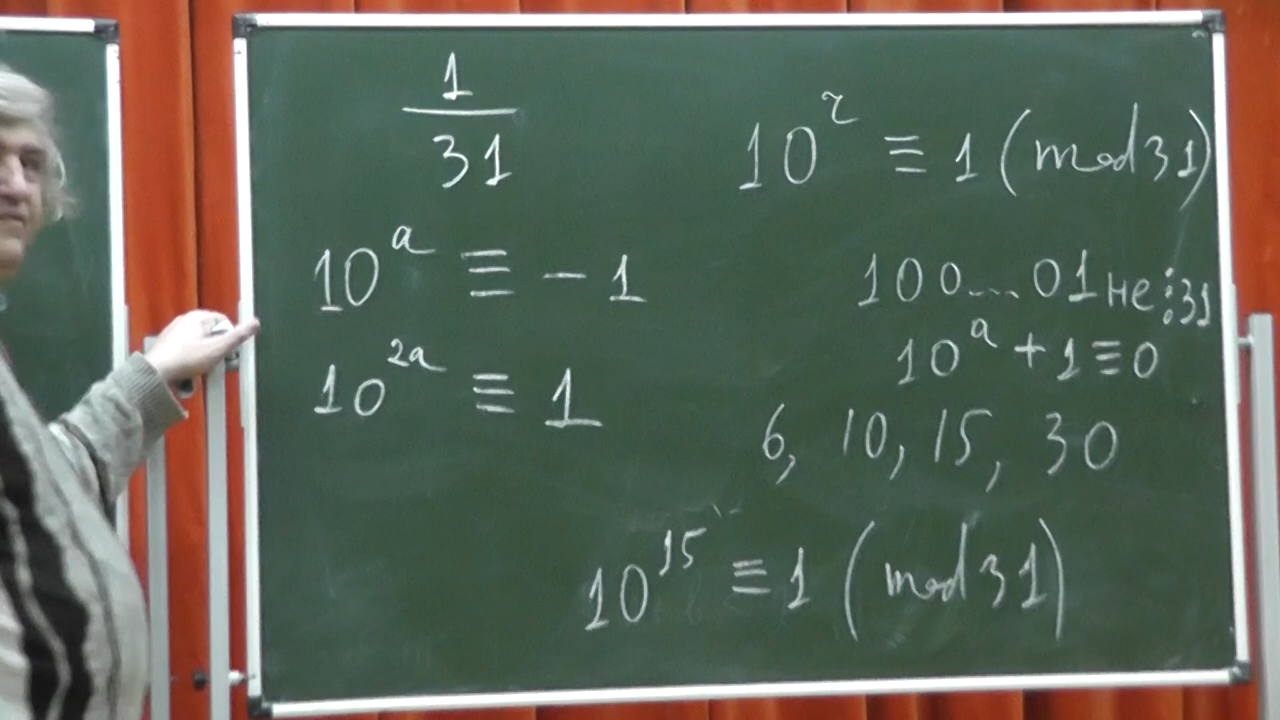 1
31
10^r ≡ 1 (mod 31)
10^a ≡ -1
100...01 не⋮31
10^a + 1 ≡ 0
10^2a ≡ 1
6, 10, 15, 30
10^15 ≡ 1 (mod 31)